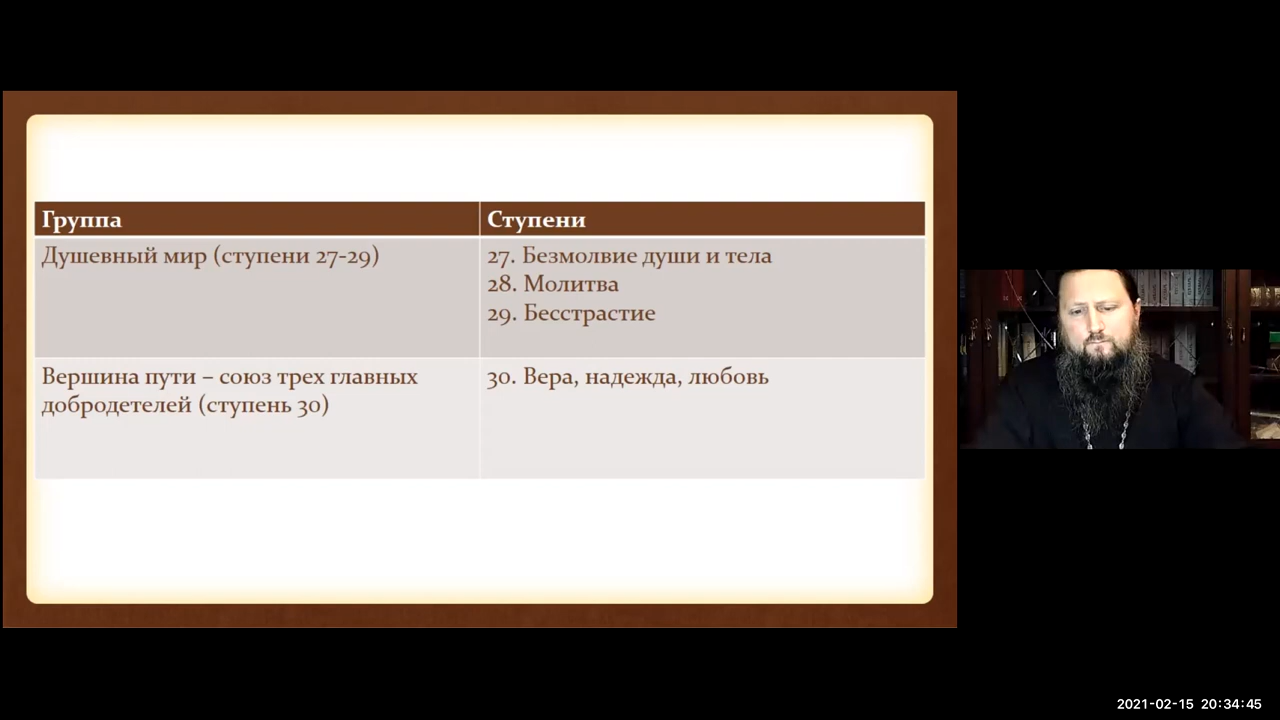 Группа
Ступени
Душевный мир (ступени 27-29)
27. Безмолвие души и тела
28. Молитва
29. Бесстрастие
Вершина пути – союз трех главных
добродетелей (ступень 30)
30. Вера, надежда, любовь
2021-02-15 20:34:45